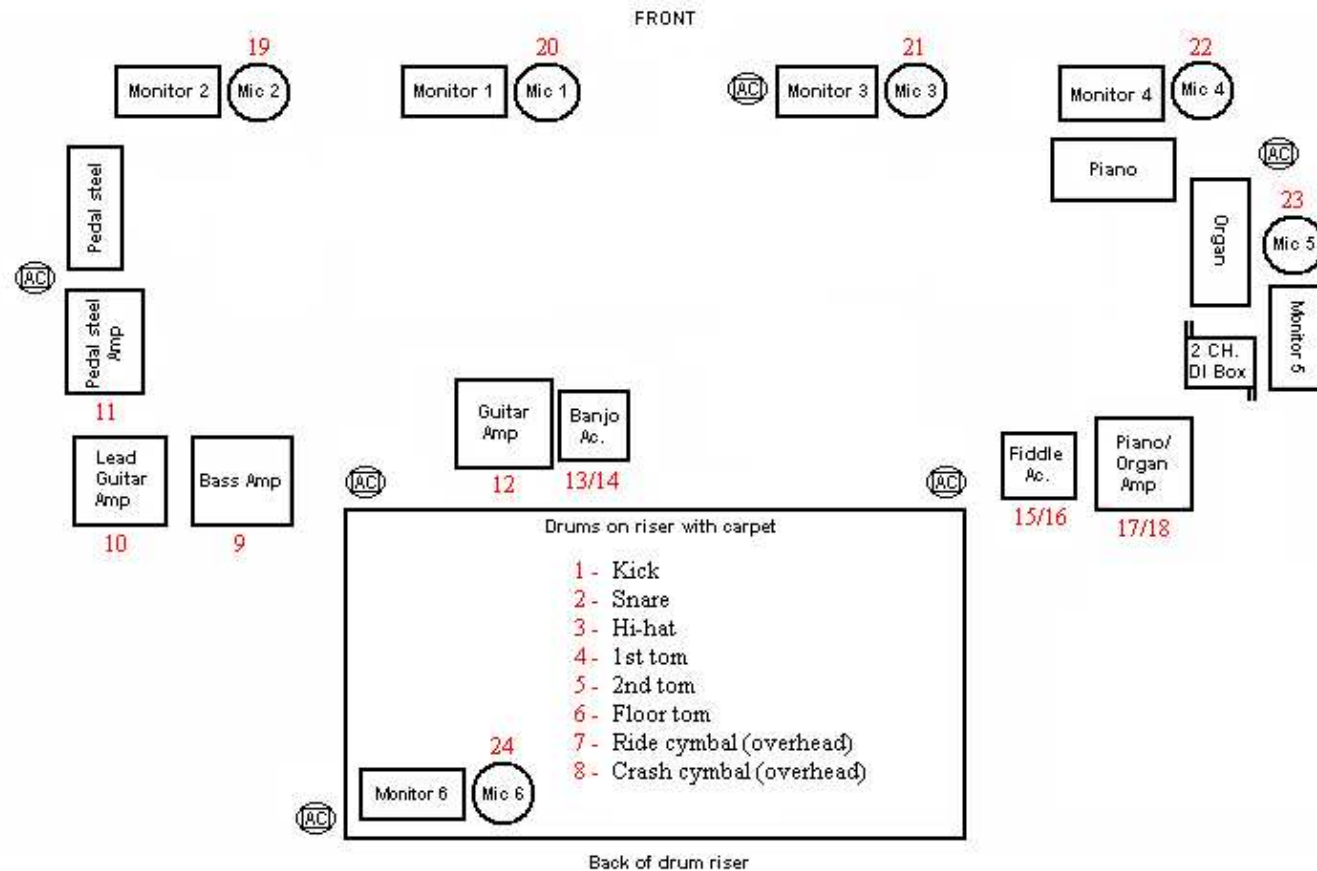 FRONT
19
20
21
22
Monitor 2
Mic 2
Monitor 1
Mic 1
AC
Monitor 3
Mic 3
Monitor 4
Mic 4
Pedal steel
Piano
AC
Organ
23
Mic 5
AC
Pedal steel
Amp
11
2 CH.
DI Box
Monitor 5
Guitar
Amp
12
Banjo
Ac.
13/14
Lead
Guitar
Amp
10
Bass Amp
9
AC
AC
Fiddle
Ac.
15/16
Piano/
Organ
Amp
17/18
Drums on riser with carpet
1 - Kick
2 - Snare
3 - Hi-hat
4 - 1st tom
5 - 2nd tom
6 - Floor tom
7 - Ride cymbal (overhead)
8 - Crash cymbal (overhead)
24
Monitor 6
Mic 6
AC
Back of drum riser